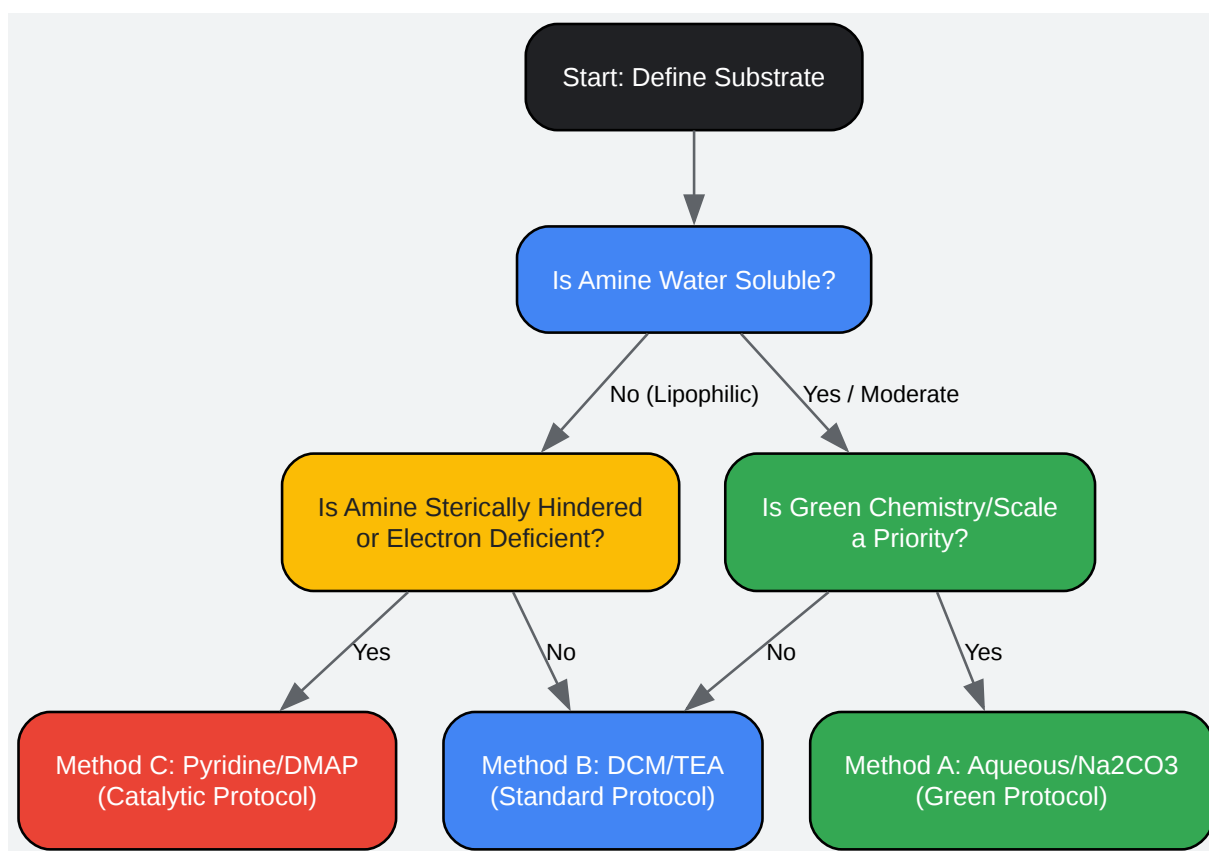 Start: Define Substrate
Is Amine Water Soluble?
No (Lipophilic)
Yes / Moderate
Is Amine Sterically Hindered
or Electron Deficient?
Is Green Chemistry/Scale
a Priority?
Yes
No
No
Yes
Method C: Pyridine/DMAP
(Catalytic Protocol)
Method B: DCM/TEA
(Standard Protocol)
Method A: Aqueous/Na2CO3
(Green Protocol)